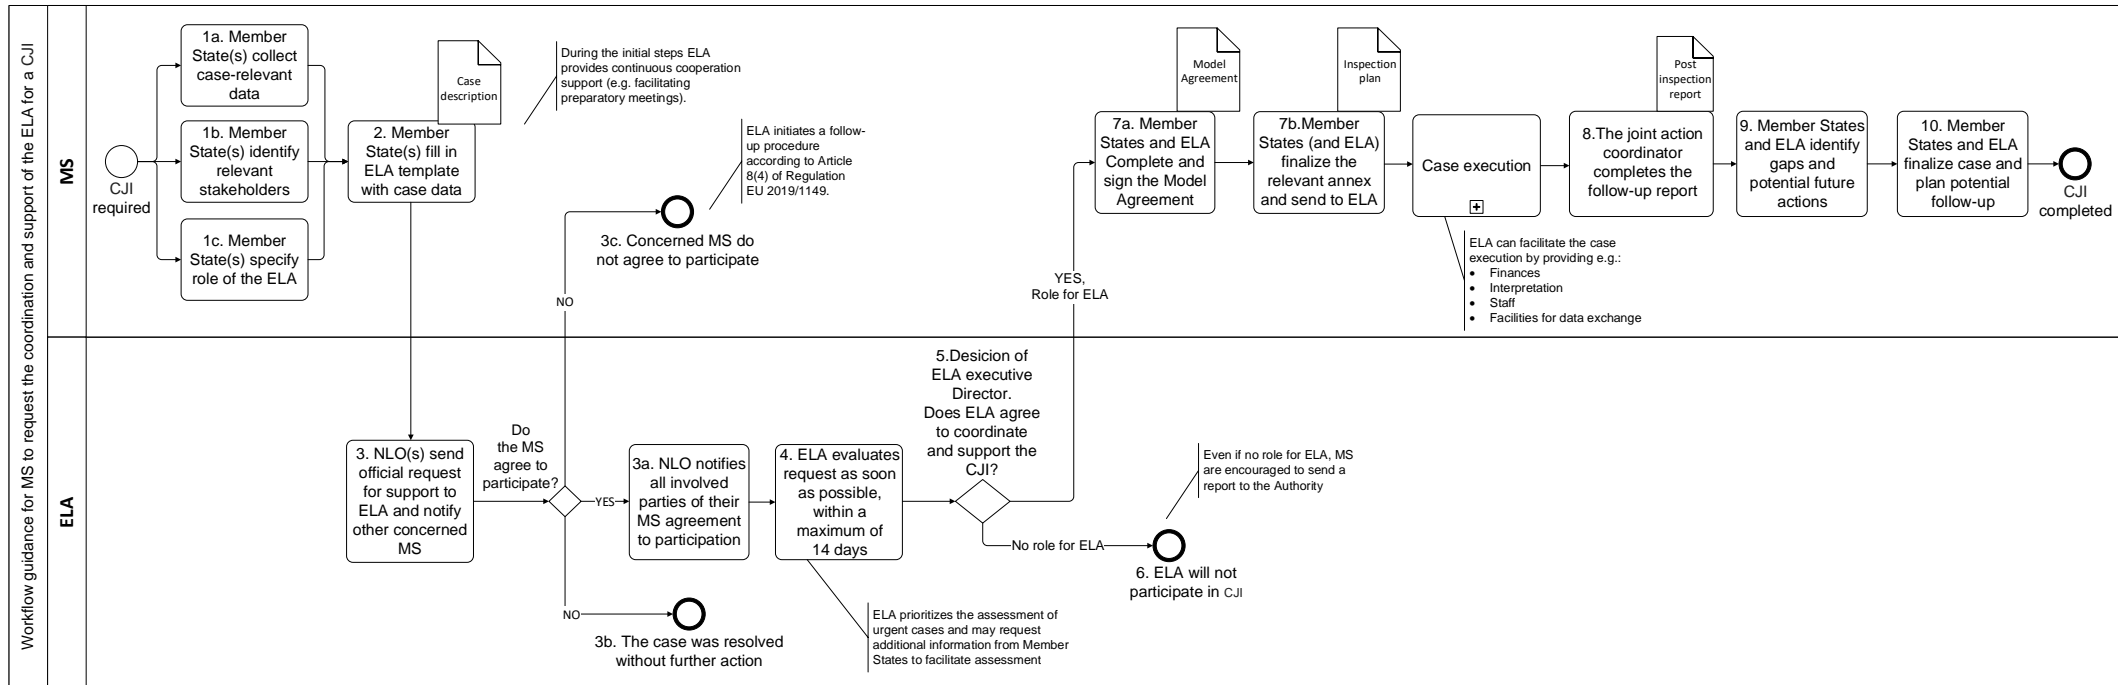 Workflow guidance for MS to request the coordination and support of the ELA for a CJI
MS
CJI
required
1a. Member
State(s) collect
case-relevant
data
1b. Member
State(s) identify
relevant
stakeholders
1c. Member
State(s) specify
role of the ELA
2. Member
State(s) fill in
ELA template
with case data
Case
description
During the initial steps ELA
provides continuous cooperation
support (e.g. facilitating
preparatory meetings).
ELA initiates a follow-
up procedure
according to Article
8(4) of Regulation
EU 2019/1149.
3c. Concerned MS do
not agree to participate
NO
YES,
Role for ELA
Model
Agreement
7a. Member
States and ELA
Complete and
sign the Model
Agreement
Inspection
plan
7b.Member
States (and ELA)
finalize the
relevant annex
and send to ELA
Case execution
ELA can facilitate the case
execution by providing e.g.:
• Finances
• Interpretation
• Staff
• Facilities for data exchange
Post
inspection
report
8.The joint action
coordinator
completes the
follow-up report
9. Member States
and ELA identify
gaps and
potential future
actions
10. Member
States and ELA
finalize case and
plan potential
follow-up
CJI
completed
ELA
3. NLO(s) send
official request
for support to
ELA and notify
other concerned
MS
Do
the MS
agree to
participate?
YES
NO
3b. The case was resolved
without further action
3a. NLO notifies
all involved
parties of their
MS agreement
to participation
4. ELA evaluates
request as soon
as possible,
within a
maximum of
14 days
ELA prioritizes the assessment of
urgent cases and may request
additional information from Member
States to facilitate assessment
5.Desicion of
ELA executive
Director.
Does ELA agree
to coordinate
and support the
CJI?
No role for ELA
6. ELA will not
participate in CJI
Even if no role for ELA, MS
are encouraged to send a
report to the Authority